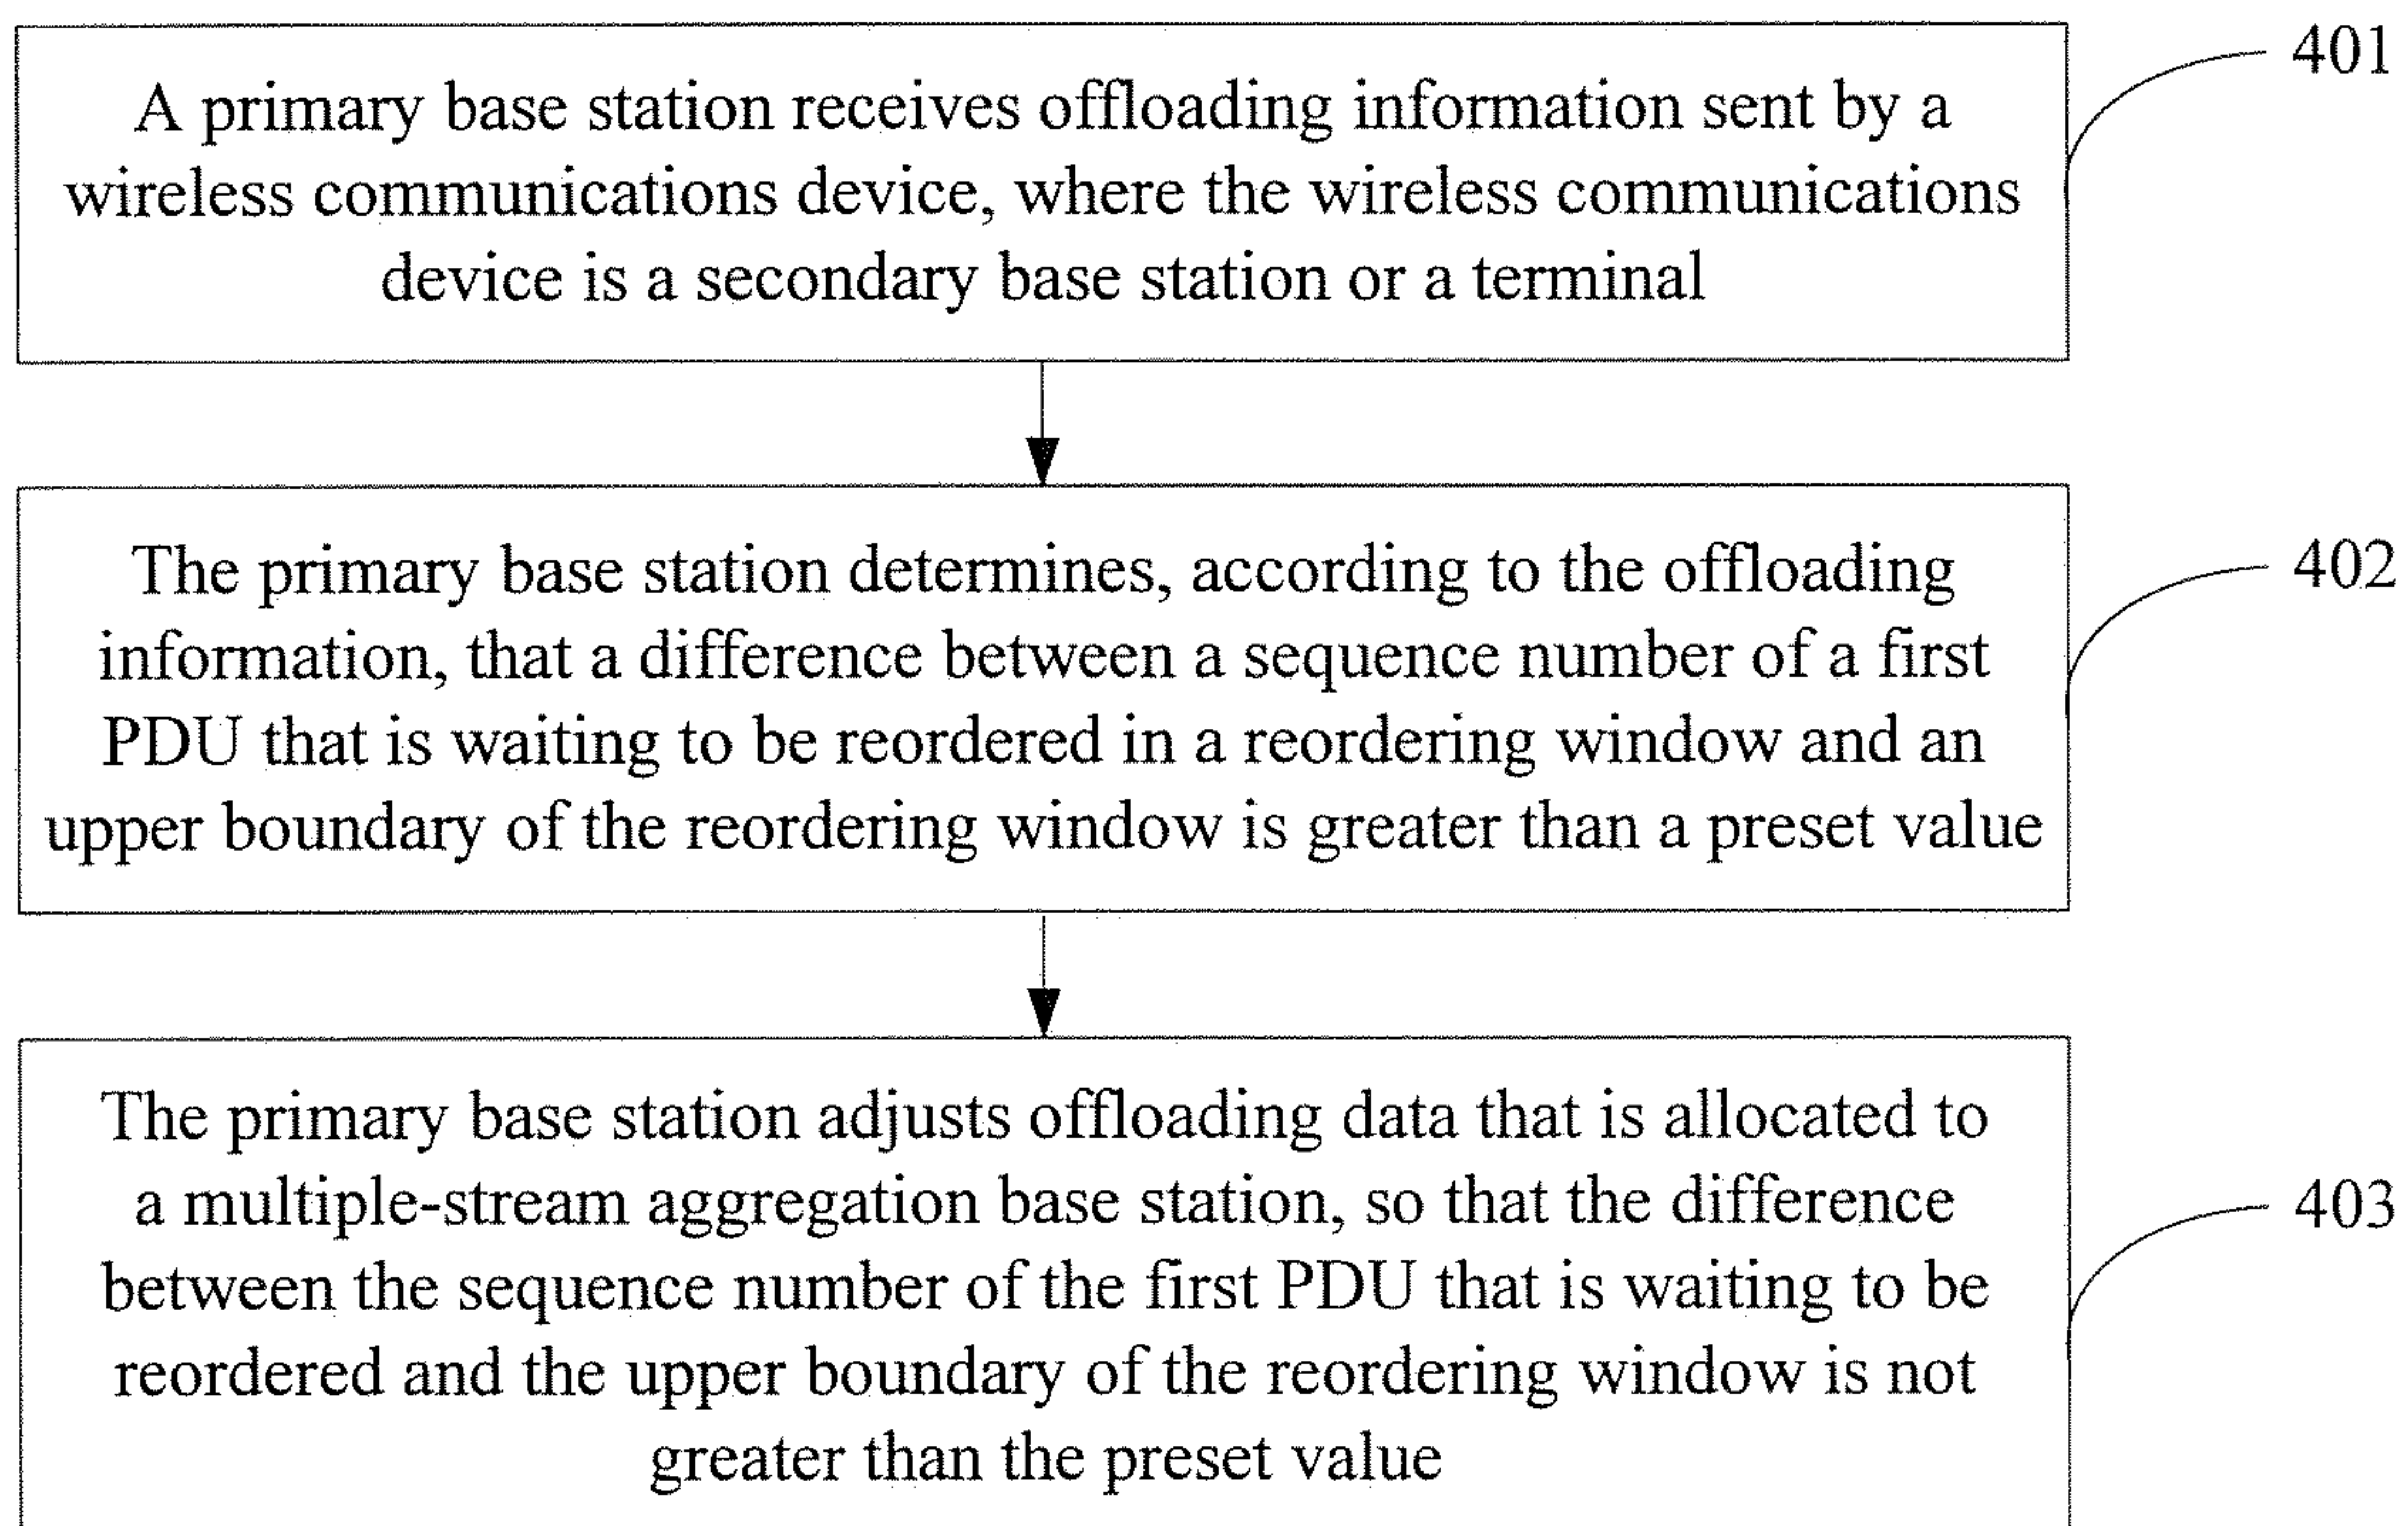 A primary base station receives offloading information sent by a
wireless communications device, where the wireless communications
device is a secondary base station or a terminal
401
The primary base station determines, according to the offloading
information, that a difference between a sequence number of a first
PDU that is waiting to be reordered in a reordering window and an
upper boundary of the reordering window is greater than a preset value
402
The primary base station adjusts offloading data that is allocated to
a multiple-stream aggregation base station, so that the difference
between the sequence number of the first PDU that is waiting to be
reordered and the upper boundary of the reordering window is not
greater than the preset value
403